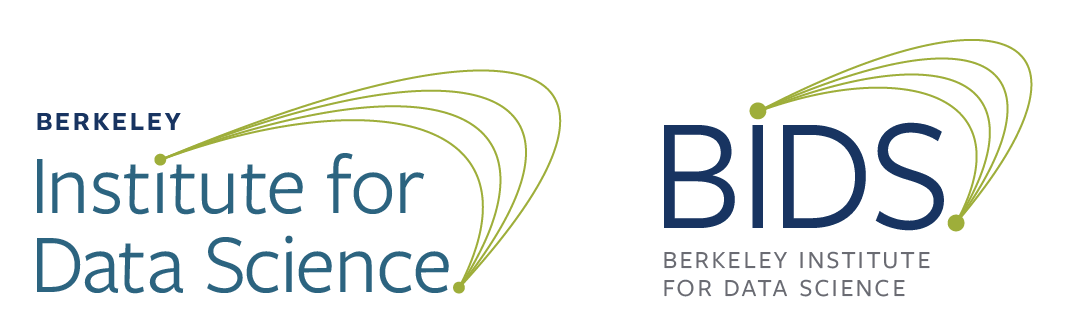 BERKELEY
Institute for
Data Science
BIDS
BERKELEY INSTITUTE
FOR DATA SCIENCE